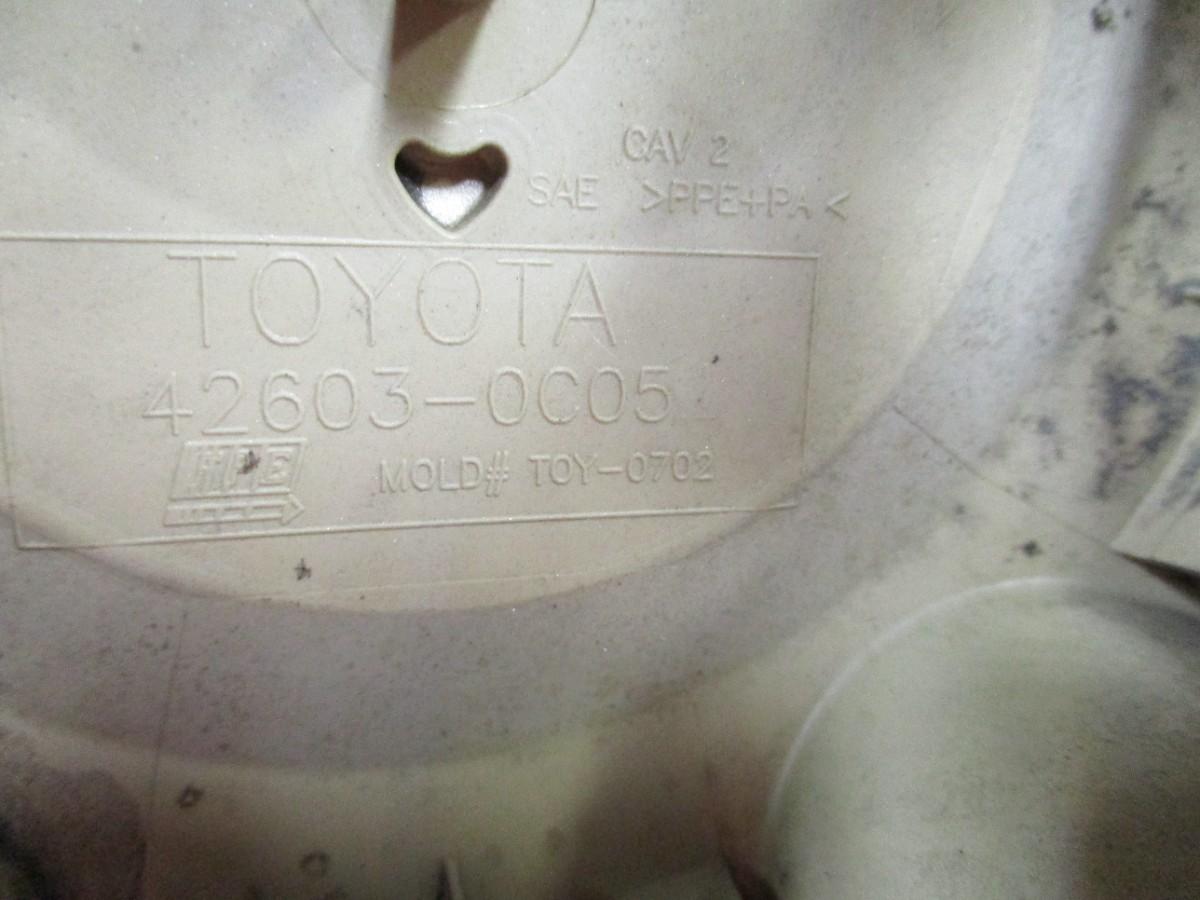 CAV 2
SAE >PPE+PA<
TOYOTA
42603-0C05
MOLD# TOY-0702